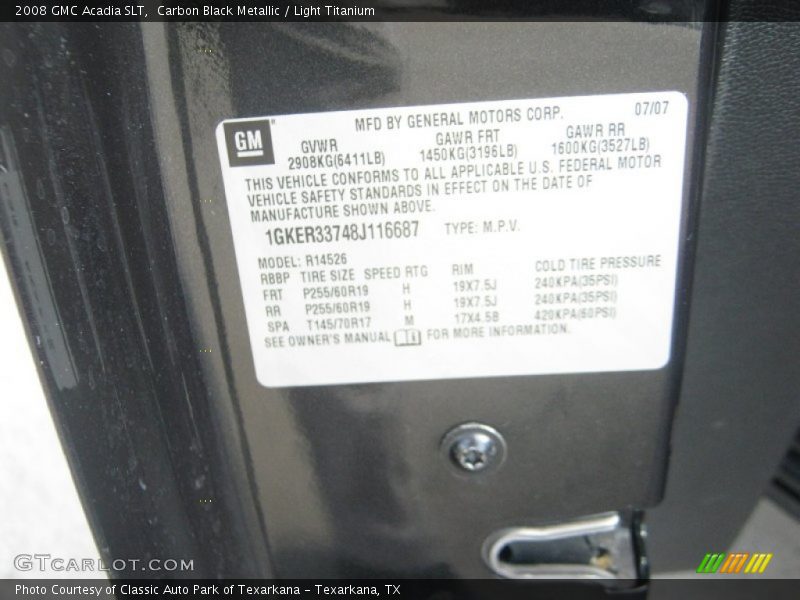 2008 GMC Acadia SLT,  Carbon Black Metallic / Light Titanium
GM
MFD BY GENERAL MOTORS CORP. 07/07
GVWR GAWR FRT GAWR RR
2908KG(6411LB) 1450KG(3196LB) 1600KG(3527LB)
THIS VEHICLE CONFORMS TO ALL APPLICABLE U.S. FEDERAL MOTOR
VEHICLE SAFETY STANDARDS IN EFFECT ON THE DATE OF
MANUFACTURE SHOWN ABOVE.
1GKER33748J116687 TYPE: M.P.V.
MODEL: R14526
RBBP TIRE SIZE SPEED RTG RIM COLD TIRE PRESSURE
FRT P255/60R19 H 19X7.5J 240KPA(35PSI)
RR P255/60R19 H 19X7.5J 240KPA(35PSI)
SPA T145/70R17 M 17X4.5B 420KPA(60PSI)
SEE OWNER'S MANUAL FOR MORE INFORMATION.
GTCARLOT.COM
Photo Courtesy of Classic Auto Park of Texarkana – Texarkana, TX